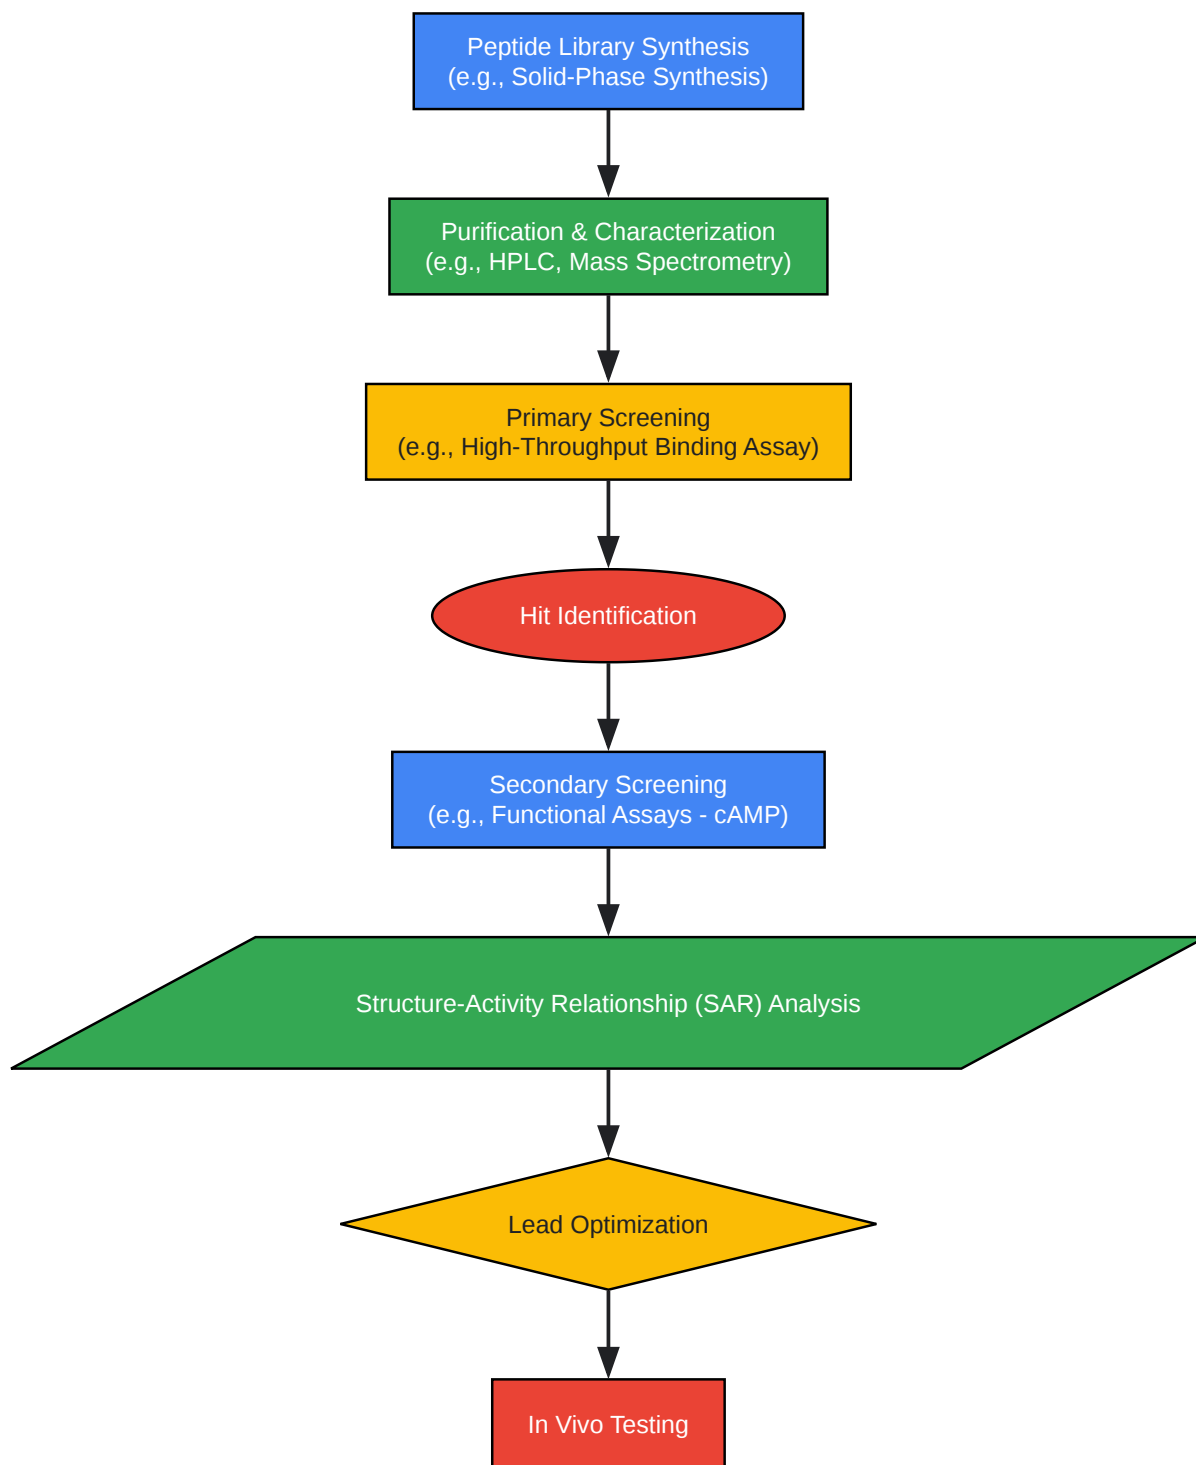 Peptide Library Synthesis
(e.g., Solid-Phase Synthesis)
Purification & Characterization
(e.g., HPLC, Mass Spectrometry)
Primary Screening
(e.g., High-Throughput Binding Assay)
Hit Identification
Secondary Screening
(e.g., Functional Assays - cAMP)
Structure-Activity Relationship (SAR) Analysis
Lead Optimization
In Vivo Testing